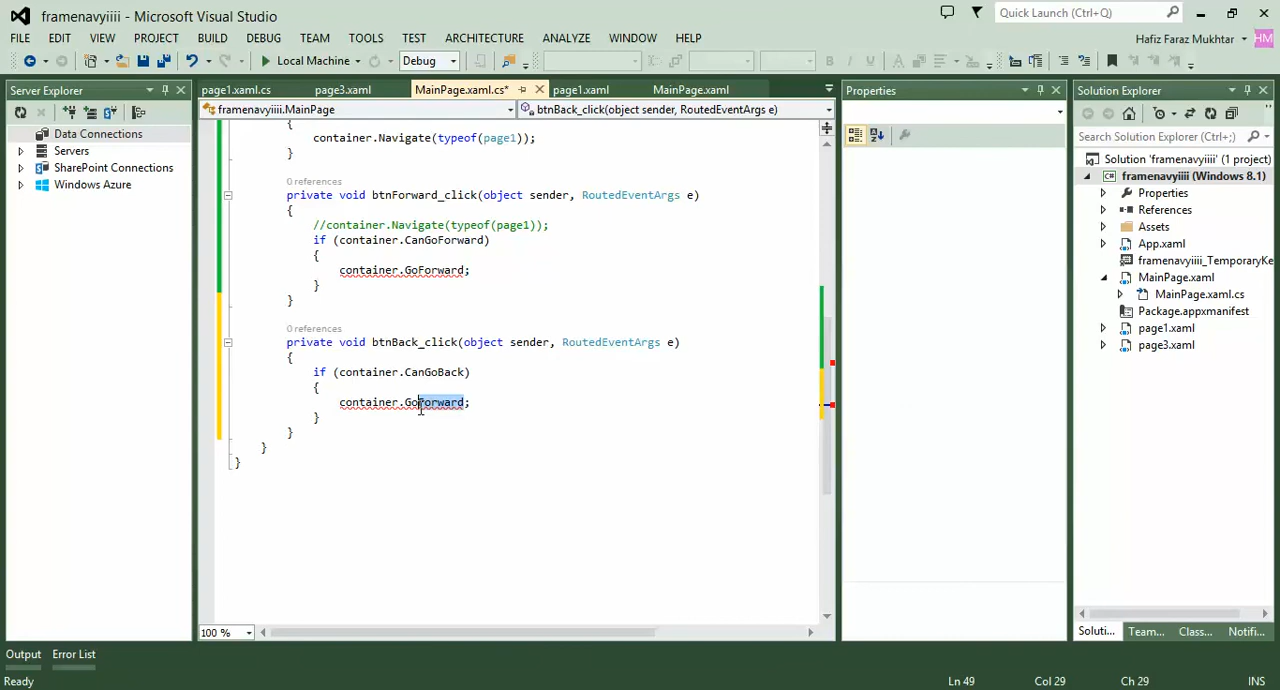 framenavyiiii - Microsoft Visual Studio
Quick Launch (Ctrl+Q)
FILE EDIT VIEW PROJECT BUILD DEBUG TEAM TOOLS TEST ARCHITECTURE ANALYZE WINDOW HELP
Hafiz Faraz Mukhtar HM
Local Machine Debug
Server Explorer
page1.xaml.cs page3.xaml MainPage.xaml.cs* page1.xaml MainPage.xaml
Properties
Solution Explorer
framenavyiiii.MainPage
btnBack_click(object sender, RoutedEventArgs e)
Data Connections
Servers
SharePoint Connections
Windows Azure
{
container.Navigate(typeof(page1));
}
0 references
private void btnForward_click(object sender, RoutedEventArgs e)
{
//container.Navigate(typeof(page1));
if (container.CanGoForward)
{
container.GoForward;
}
}
0 references
private void btnBack_click(object sender, RoutedEventArgs e)
{
if (container.CanGoBack)
{
container.GoForward;
}
}
}
}
Search Solution Explorer (Ctrl+;)
Solution 'framenavyiiii' (1 project)
framenavyiiii (Windows 8.1)
Properties
References
Assets
App.xaml
framenavyiiii_TemporaryKe
MainPage.xaml
MainPage.xaml.cs
Package.appxmanifest
page1.xaml
page3.xaml
100 %
Soluti... Team... Class... Notifi...
Output Error List
Ready
Ln 49 Col 29 Ch 29 INS